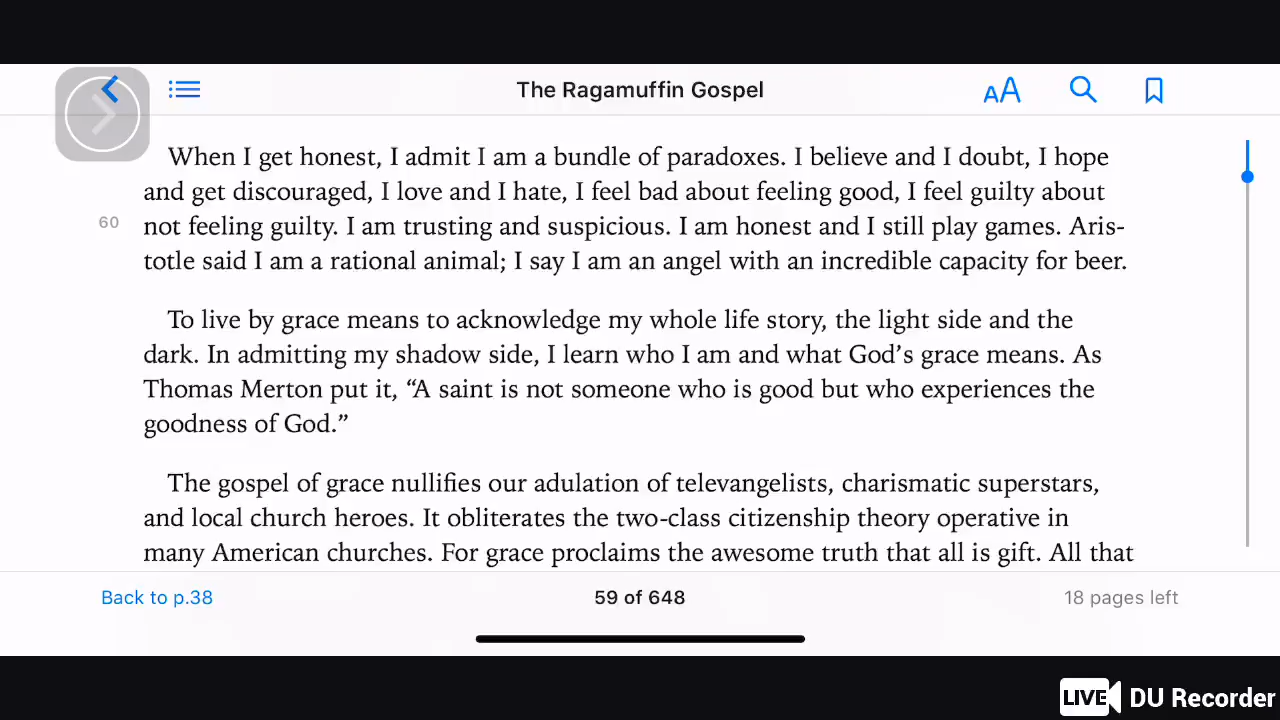 The Ragamuffin Gospel
AA
When I get honest, I admit I am a bundle of paradoxes. I believe and I doubt, I hope
and get discouraged, I love and I hate, I feel bad about feeling good, I feel guilty about
60
not feeling guilty. I am trusting and suspicious. I am honest and I still play games. Aris-
totle said I am a rational animal; I say I am an angel with an incredible capacity for beer.
To live by grace means to acknowledge my whole life story, the light side and the
dark. In admitting my shadow side, I learn who I am and what God’s grace means. As
Thomas Merton put it, “A saint is not someone who is good but who experiences the
goodness of God.”
The gospel of grace nullifies our adulation of televangelists, charismatic superstars,
and local church heroes. It obliterates the two-class citizenship theory operative in
many American churches. For grace proclaims the awesome truth that all is gift. All that
Back to p.38
59 of 648
18 pages left
LIVE DU Recorder